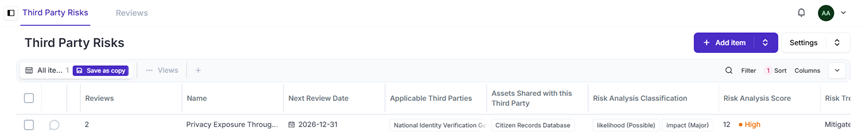 Third Party Risks Reviews AA
Third Party Risks + Add item Settings
All ite... 1 Save as copy ... Views + Filter 1 Sort Columns
Reviews Name Next Review Date Applicable Third Parties Assets Shared with this Third Party Risk Analysis Classification Risk Analysis Score Risk Tre
2 Privacy Exposure Throug... 2026-12-31 National Identity Verification Ge Citizen Records Database likelihood (Possible) impact (Major) 12 High Mitigate